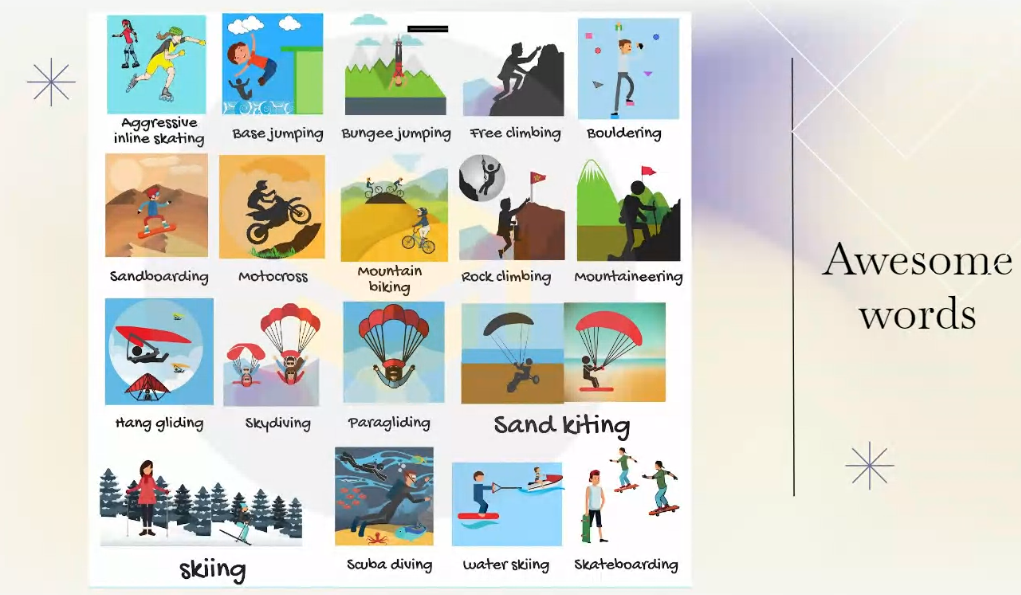 Aggressive
inline skating
Base jumping
Bungee jumping
Free climbing
Bouldering
Sandboarding
Motocross
Mountain
biking
Rock climbing
Mountaineering
Hang gliding
Skydiving
Paragliding
Sand kiting
skiing
Scuba diving
Water skiing
Skateboarding
Awesome
words